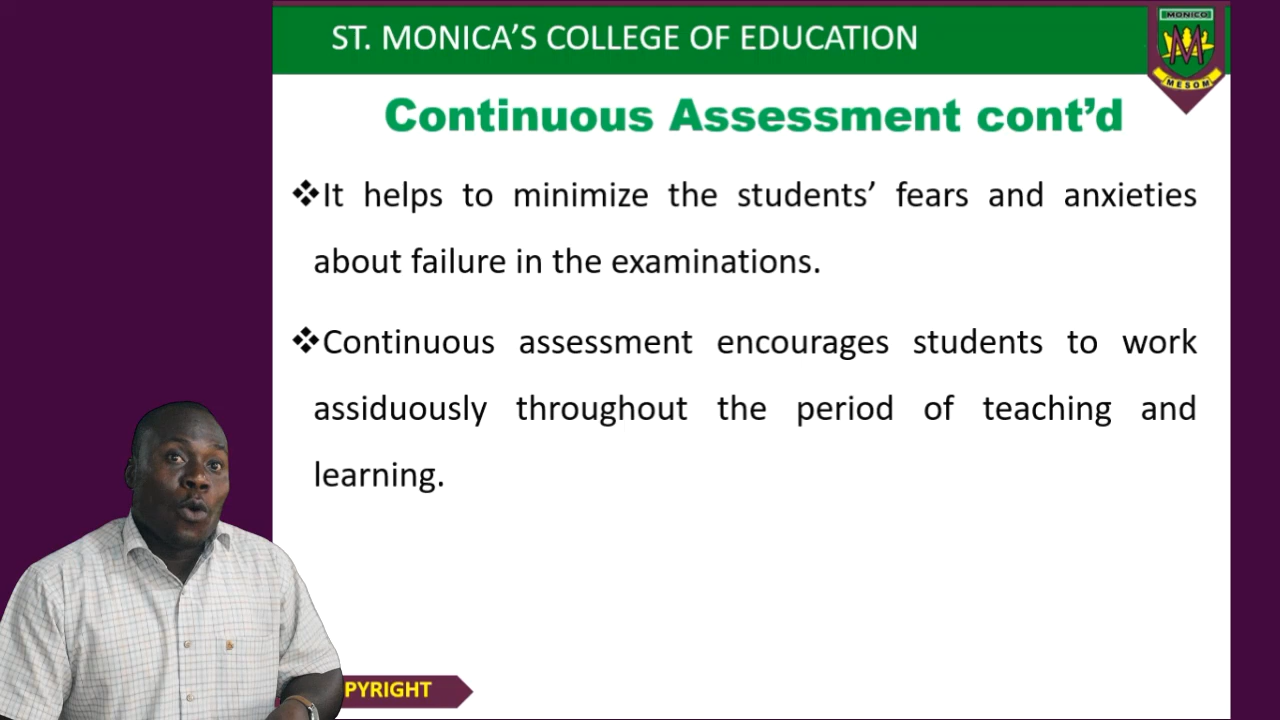 ST. MONICA’S COLLEGE OF EDUCATION
MONICO
MESOM
Continuous Assessment cont’d
❖It helps to minimize the students’ fears and anxieties
about failure in the examinations.
❖Continuous assessment encourages students to work
assiduously throughout the period of teaching and
learning.
PYRIGHT